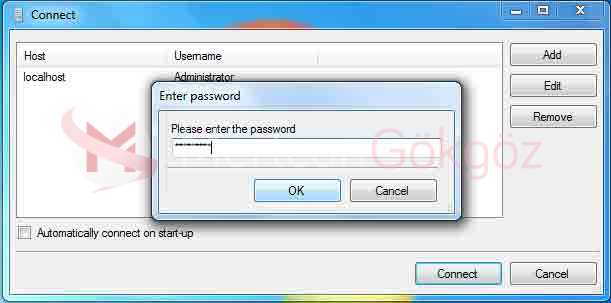 Connect
Host Username
localhost Administrator
Add
Edit
Remove
Enter password
Please enter the password
OK Cancel
Gökgöz
Automatically connect on start-up
Connect Cancel